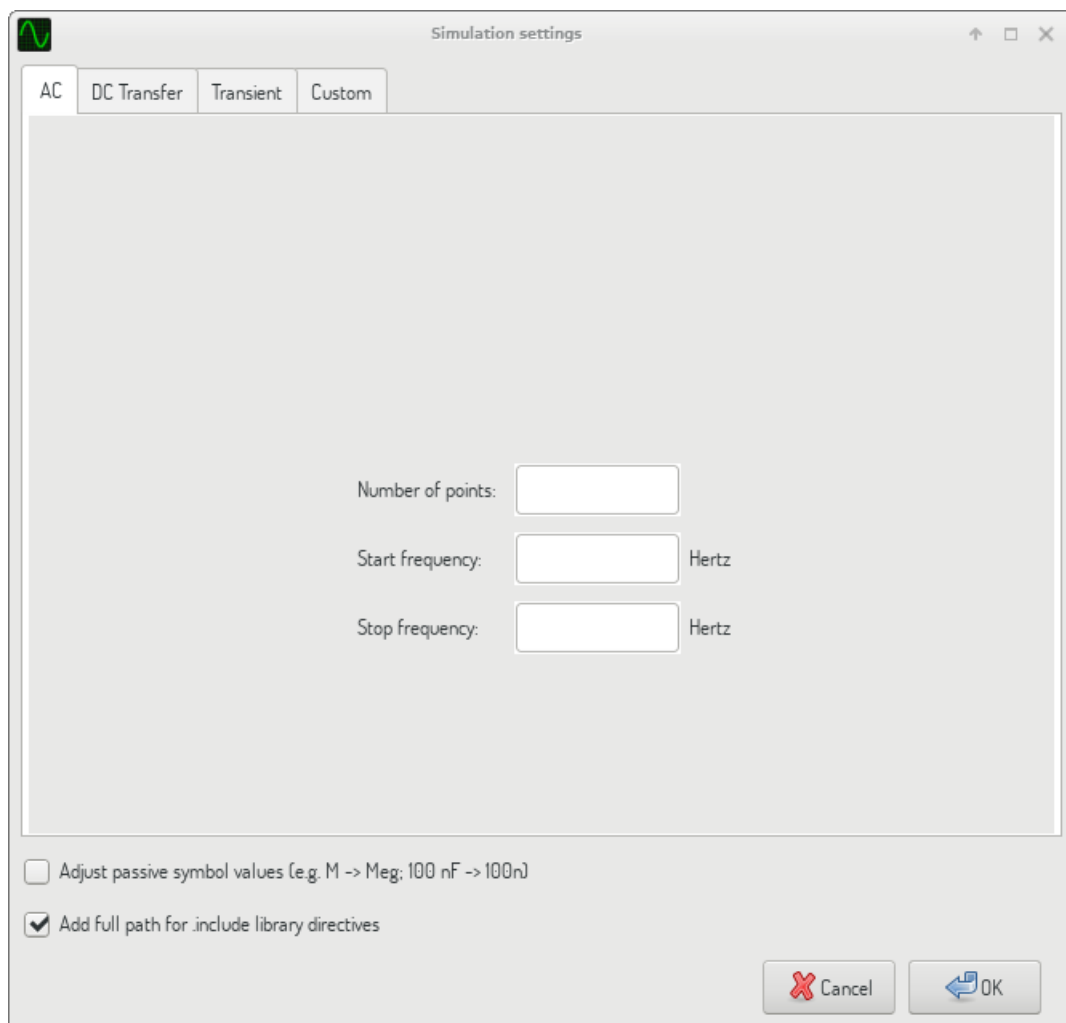 Simulation settings
AC DC Transfer Transient Custom
Number of points:
Start frequency: Hertz
Stop frequency: Hertz
Adjust passive symbol values (e.g. M -> Meg; 100 nF -> 100n)
Add full path for .include library directives
Cancel OK